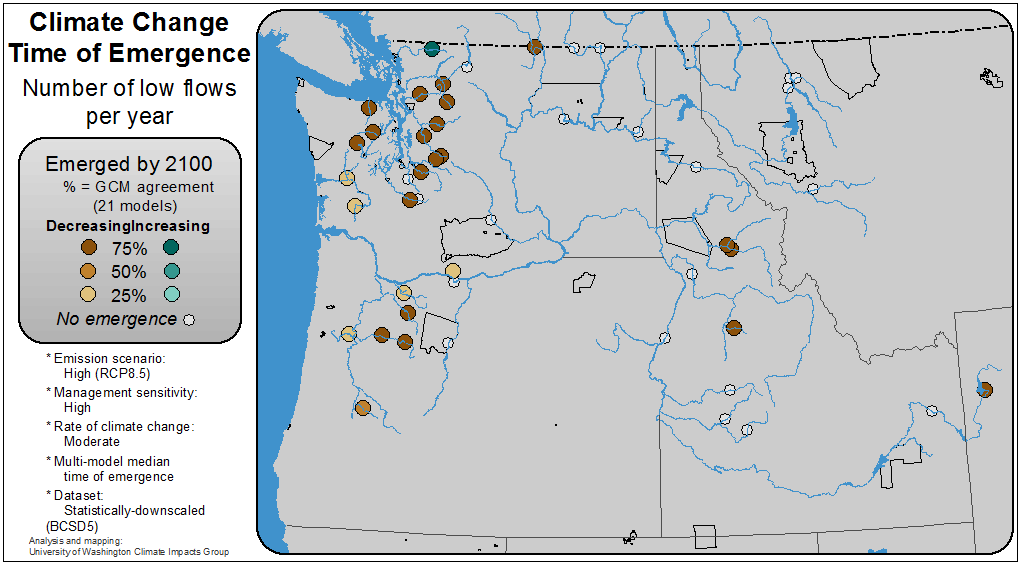 Climate Change
Time of Emergence
Number of low flows
per year
Emerged by 2100
% = GCM agreement
(21 models)
DecreasingIncreasing
75%
50%
25%
No emergence
* Emission scenario:
High (RCP8.5)
* Management sensitivity:
High
* Rate of climate change:
Moderate
* Multi-model median
time of emergence
* Dataset:
Statistically-downscaled
(BCSD5)
Analysis and mapping:
University of Washington Climate Impacts Group